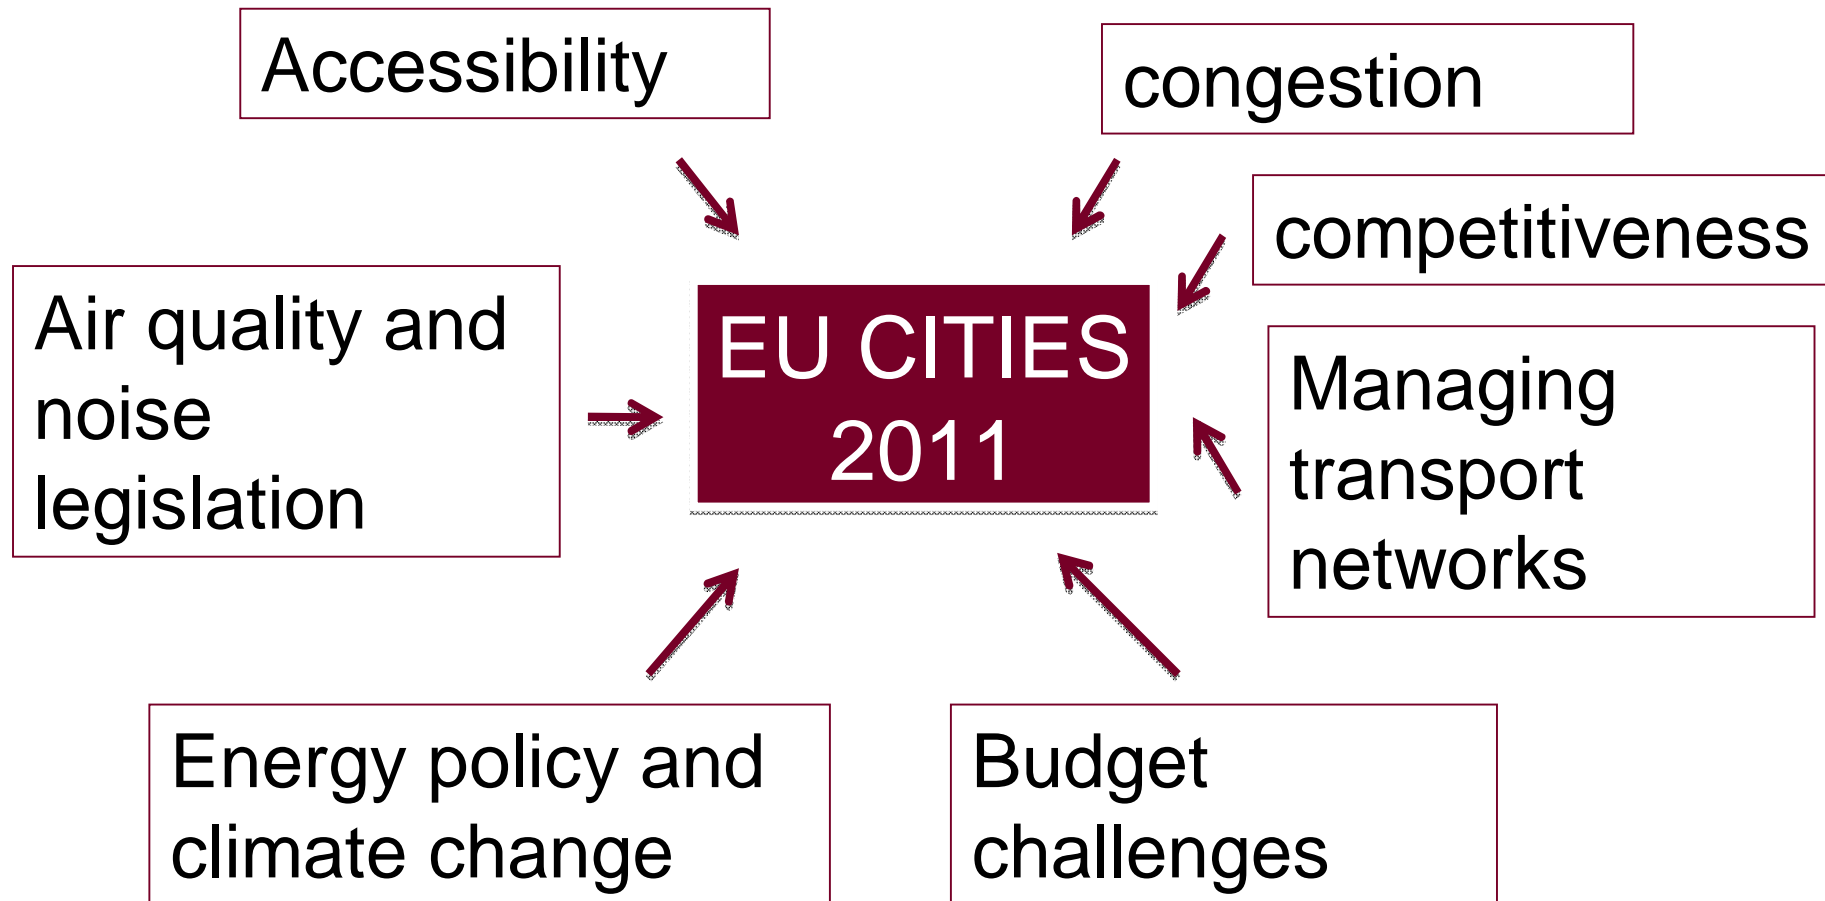 Accessibility
congestion
competitiveness
Air quality and
noise
legislation
EU CITIES
2011
Managing
transport
networks
Energy policy and
climate change
Budget
challenges